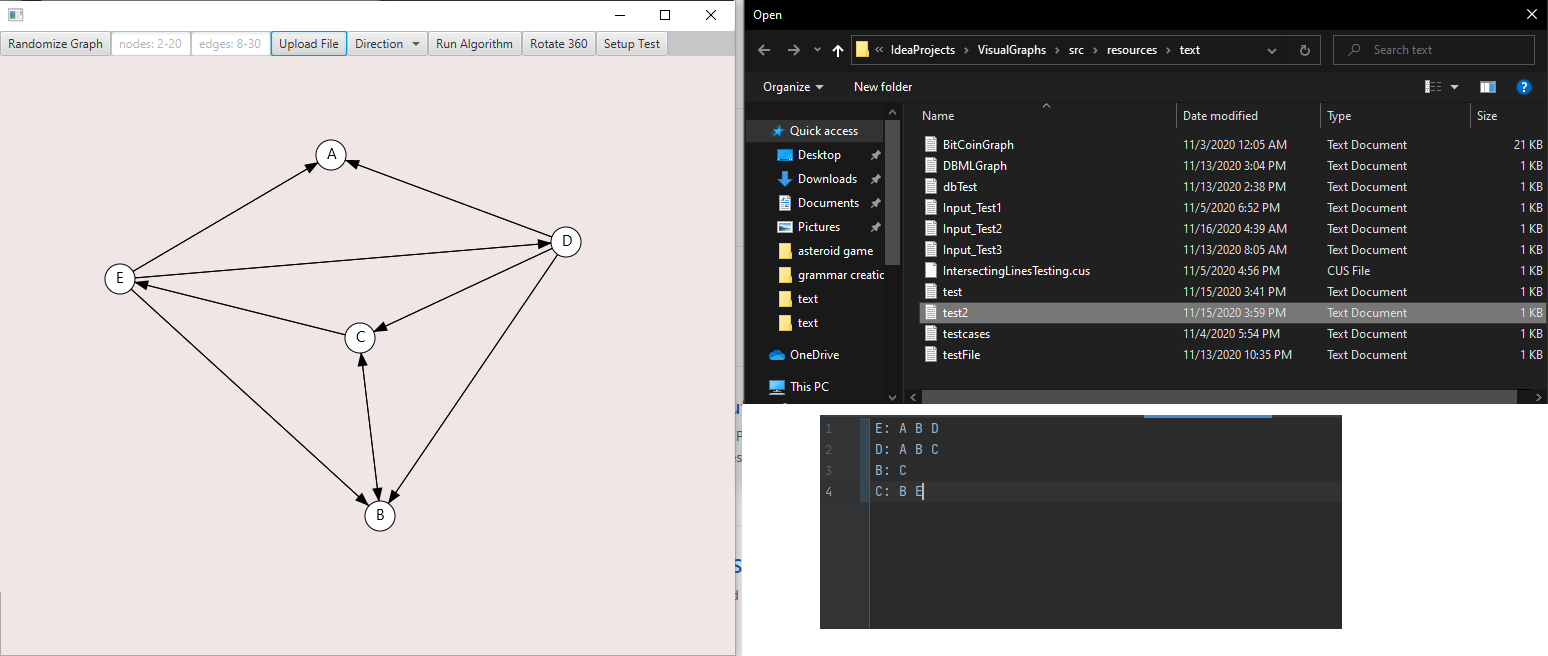 Randomize Graph nodes: 2-20 edges: 8-30 Upload File Direction Run Algorithm Rotate 360 Setup Test
A
D
E
C
B
Open
« IdeaProjects › VisualGraphs › src › resources › text
Search text
Organize New folder
Quick access
Desktop
Downloads
Documents
Pictures
asteroid game
grammar creatic
text
text
OneDrive
This PC
Name Date modified Type Size
BitCoinGraph 11/3/2020 12:05 AM Text Document 21 KB
DBMLGraph 11/13/2020 3:04 PM Text Document 1 KB
dbTest 11/13/2020 2:38 PM Text Document 1 KB
Input_Test1 11/5/2020 6:52 PM Text Document 1 KB
Input_Test2 11/16/2020 4:39 AM Text Document 1 KB
Input_Test3 11/13/2020 8:05 AM Text Document 1 KB
IntersectingLinesTesting.cus 11/5/2020 4:56 PM CUS File 1 KB
test 11/15/2020 3:41 PM Text Document 1 KB
test2 11/15/2020 3:59 PM Text Document 1 KB
testcases 11/4/2020 5:54 PM Text Document 1 KB
testFile 11/13/2020 10:35 PM Text Document 1 KB
1 E: A B D
2 D: A B C
3 B: C
4 C: B E